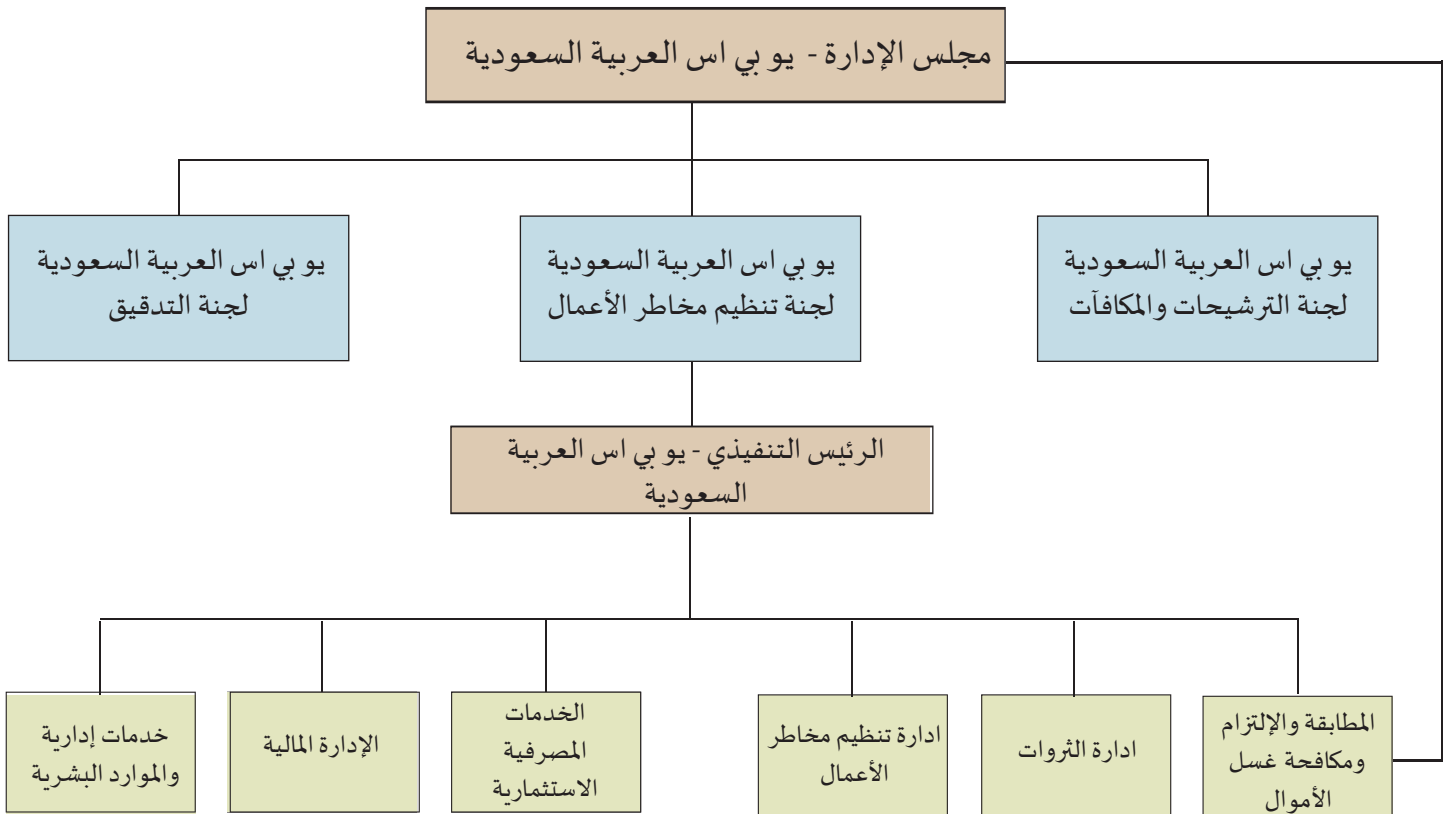 مجلس الإدارة - يو بي اس العربية السعودية
يو بي اس العربية السعودية
لجنة الترشيحات والمكافآت
يو بي اس العربية السعودية
لجنة تنظيم مخاطر الأعمال
يو بي اس العربية السعودية
لجنة التدقيق
الرئيس التنفيذي - يو بي اس العربية
السعودية
المطابقة والإلتزام
ومكافحة غسل
الأموال
ادارة الثروات
ادارة تنظيم مخاطر
الأعمال
الخدمات
المصرفية
الاستثمارية
الإدارة المالية
خدمات إدارية
والموارد البشرية